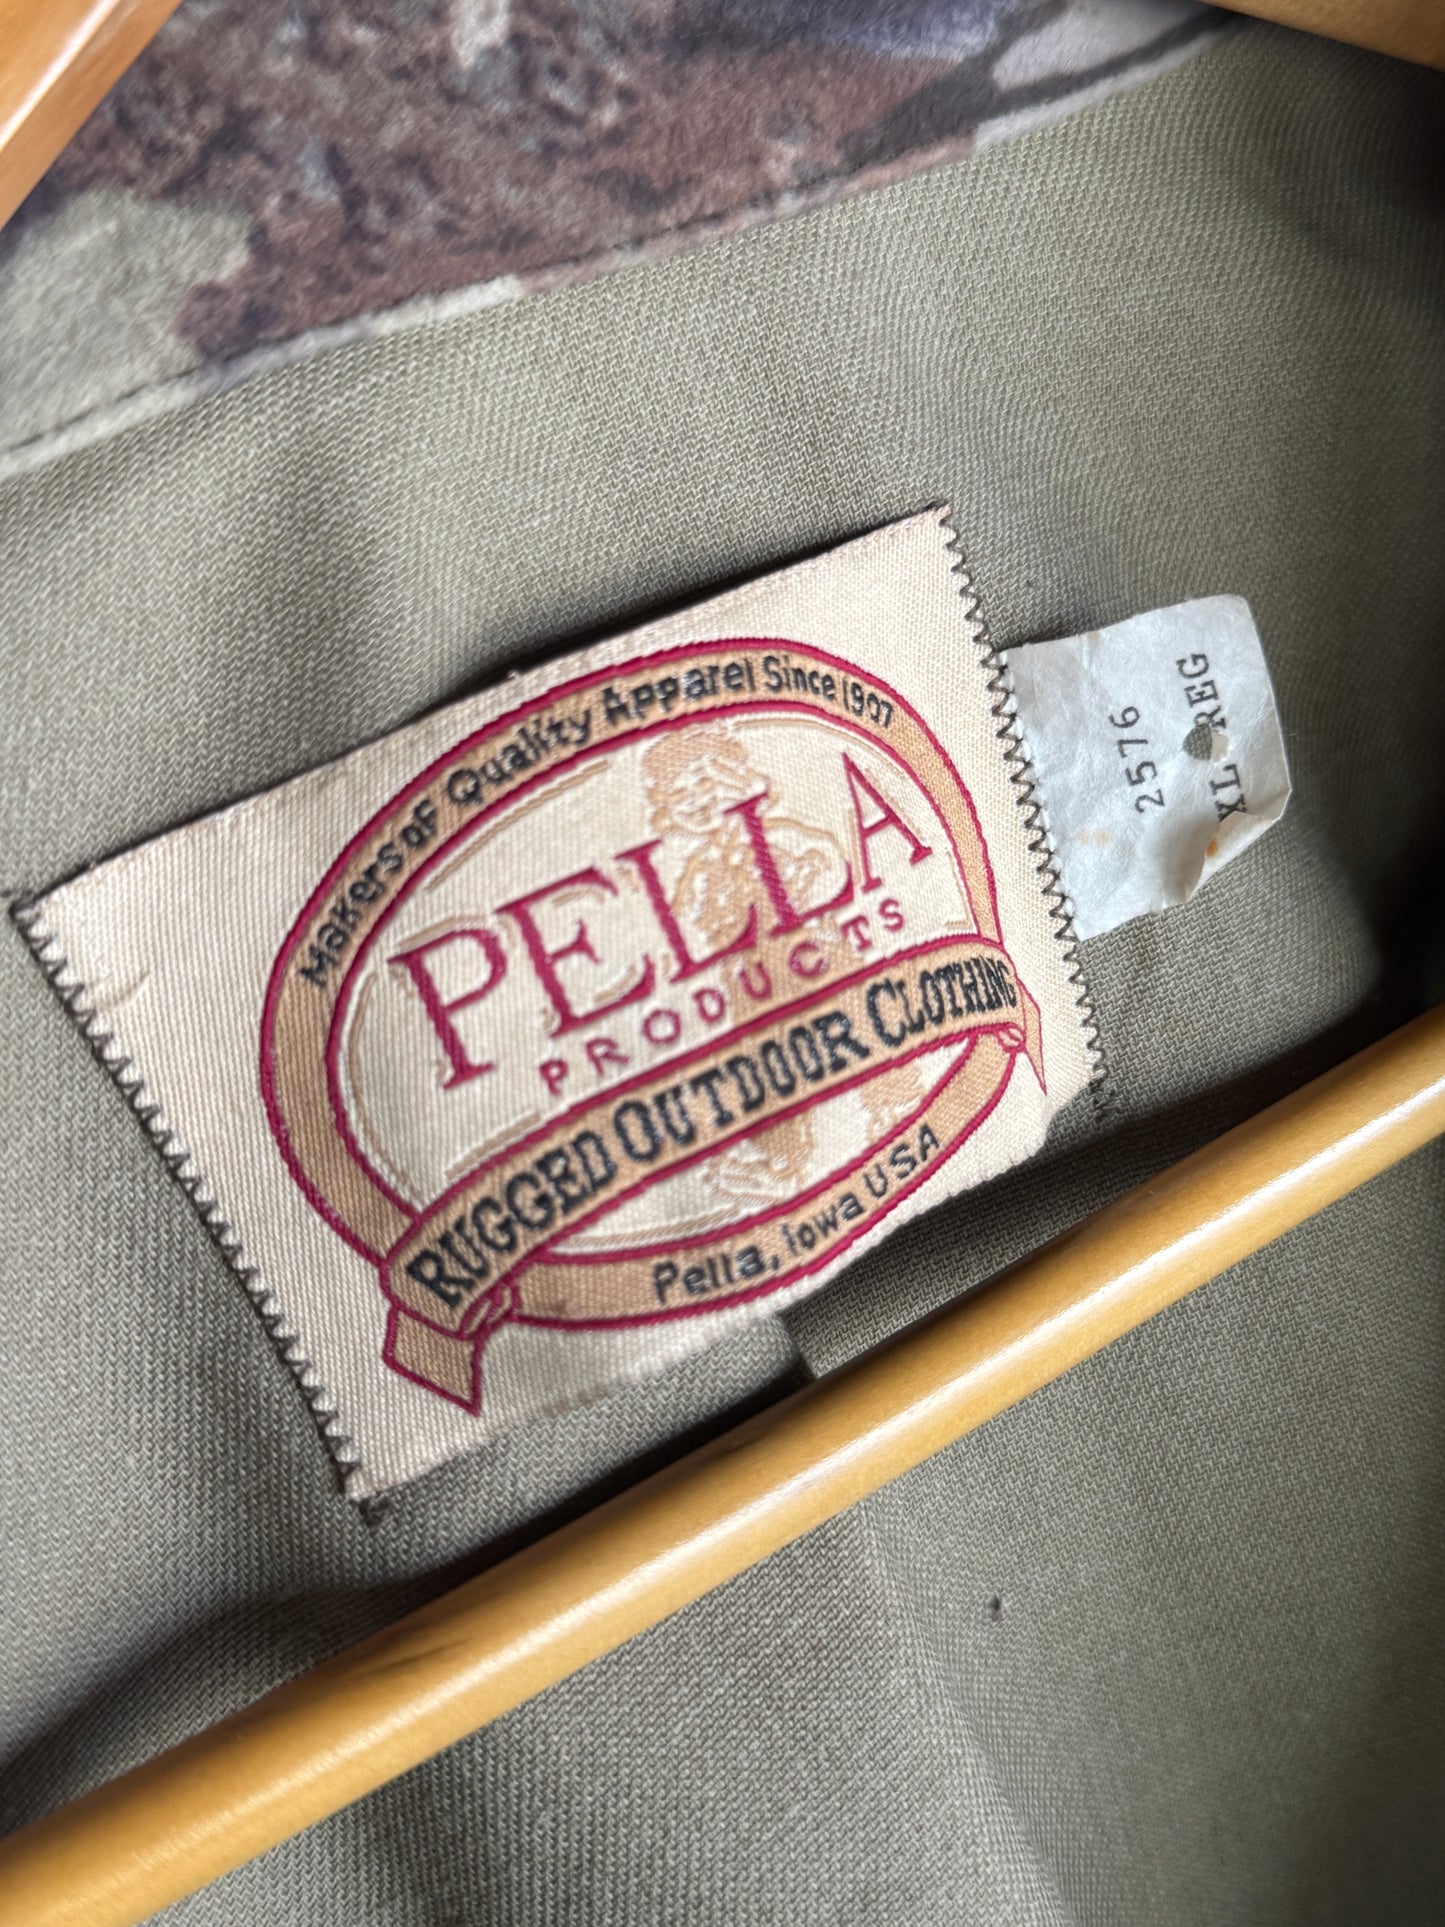 Makers of Quality Apparel Since 1907
PELLA
PRODUCTS
RUGGED OUTDOOR CLOTHING
Pella, Iowa USA
2576
XL REG